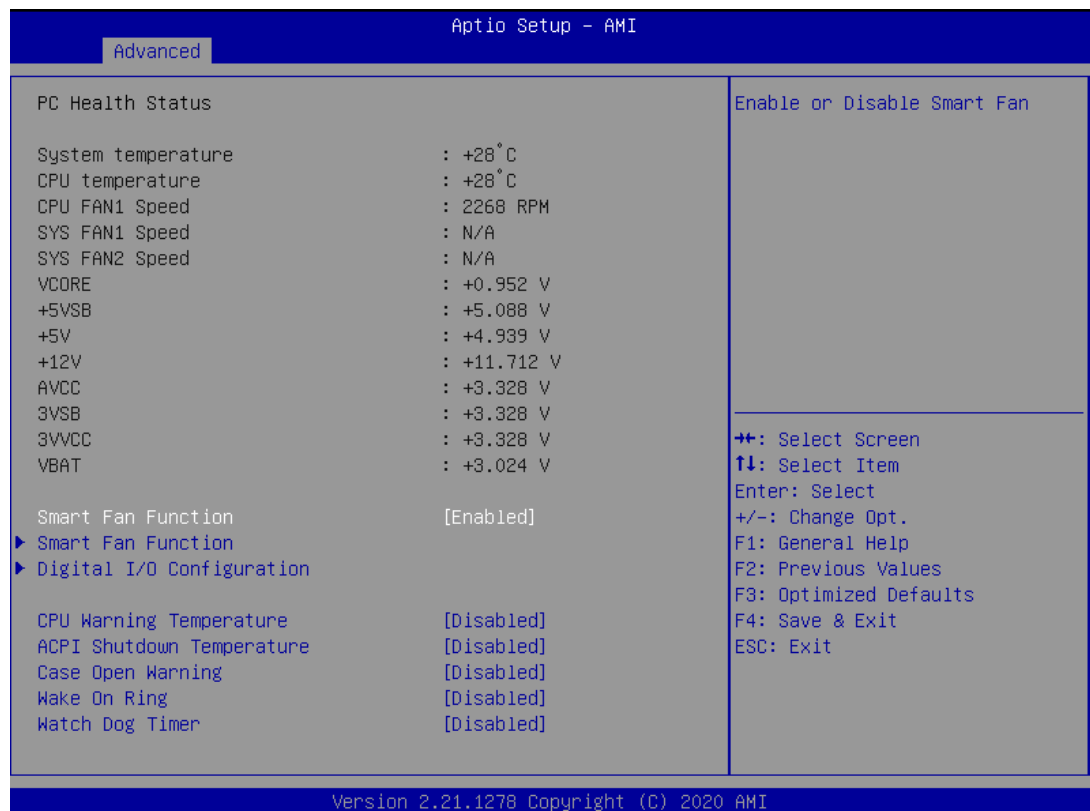 Aptio Setup – AMI
Advanced
PC Health Status
System temperature : +28°C
CPU temperature : +28°C
CPU FAN1 Speed : 2268 RPM
SYS FAN1 Speed : N/A
SYS FAN2 Speed : N/A
VCORE : +0.952 V
+5VSB : +5.088 V
+5V : +4.939 V
+12V : +11.712 V
AVCC : +3.328 V
3VSB : +3.328 V
3VVCC : +3.328 V
VBAT : +3.024 V
Smart Fan Function [Enabled]
▶ Smart Fan Function
▶ Digital I/O Configuration
CPU Warning Temperature [Disabled]
ACPI Shutdown Temperature [Disabled]
Case Open Warning [Disabled]
Wake On Ring [Disabled]
Watch Dog Timer [Disabled]
Enable or Disable Smart Fan
→←: Select Screen
↑↓: Select Item
Enter: Select
+/-: Change Opt.
F1: General Help
F2: Previous Values
F3: Optimized Defaults
F4: Save & Exit
ESC: Exit
Version 2.21.1278 Copyright (C) 2020 AMI